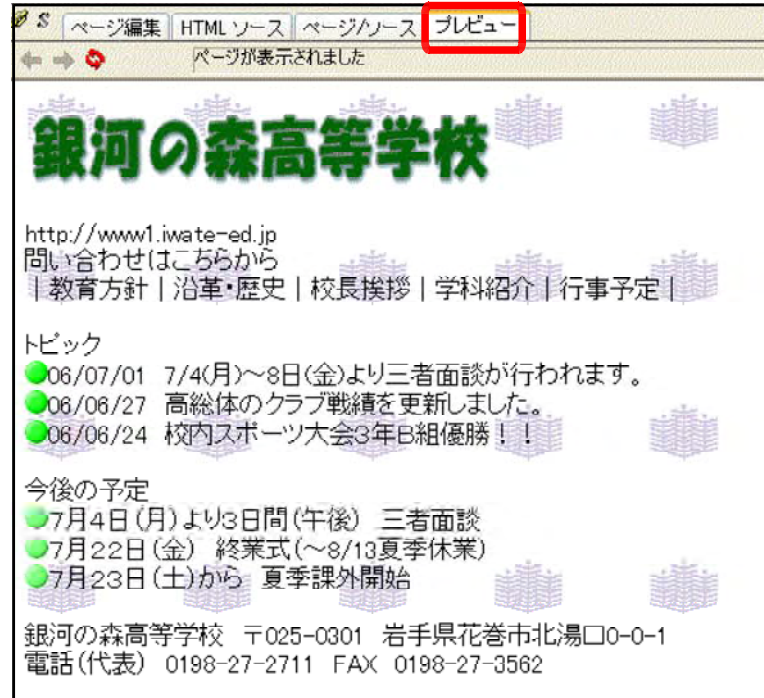 ページ編集 HTML ソース ページ/ソース プレビュー
ページが表示されました
銀河の森高等学校
http://www1.iwate-ed.jp
問い合わせはこちらから
｜教育方針｜沿革・歴史｜校長挨拶｜学科紹介｜行事予定｜
トピック
06/07/01 7/4(月)～8日(金)より三者面談が行われます。
06/06/27 高総体のクラブ戦績を更新しました。
06/06/24 校内スポーツ大会3年B組優勝！！
今後の予定
7月4日(月)より3日間(午後) 三者面談
7月22日(金) 終業式(～8/13夏季休業)
7月23日(土)から 夏季課外開始
銀河の森高等学校 〒025-0301 岩手県花巻市北湯口0-0-1
電話(代表) 0198-27-2711 FAX 0198-27-3562